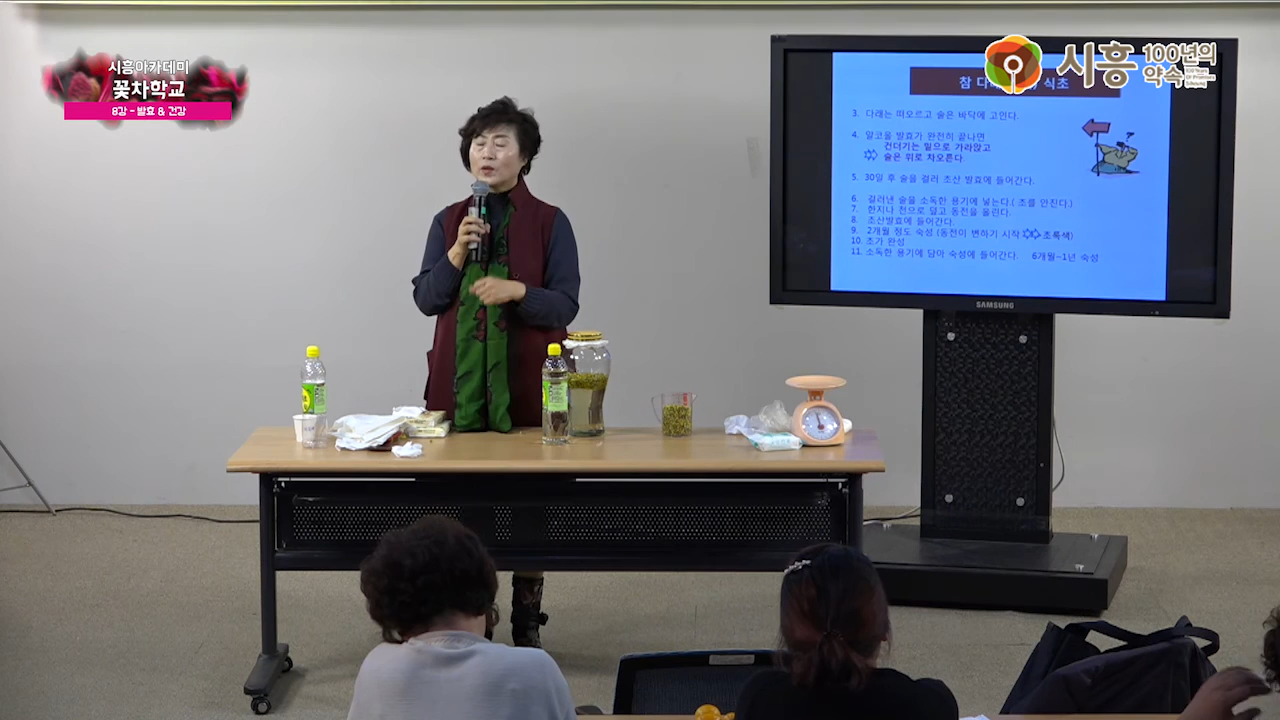 시흥아카데미
꽃차학교
8강 - 발효 & 건강
시흥
100년의
약속
참 다래 식초
3. 다래는 떠오르고 술은 바닥에 고인다.
4. 알코올 발효가 완전히 끝나면
건더기는 밑으로 가라앉고
술은 위로 차오른다.
5. 30일 후 술을 걸러 초산 발효에 들어간다.
6. 걸러낸 술을 소독한 용기에 넣는다.( 초를 안친다.)
7. 한지나 천으로 덮고 동전을 올린다.
8. 초산발효에 들어간다.
9. 2개월 정도 숙성 (동전이 변하기 시작 초록색)
10. 초가 완성
11. 소독한 용기에 담아 숙성에 들어간다. 6개월~1년 숙성
SAMSUNG